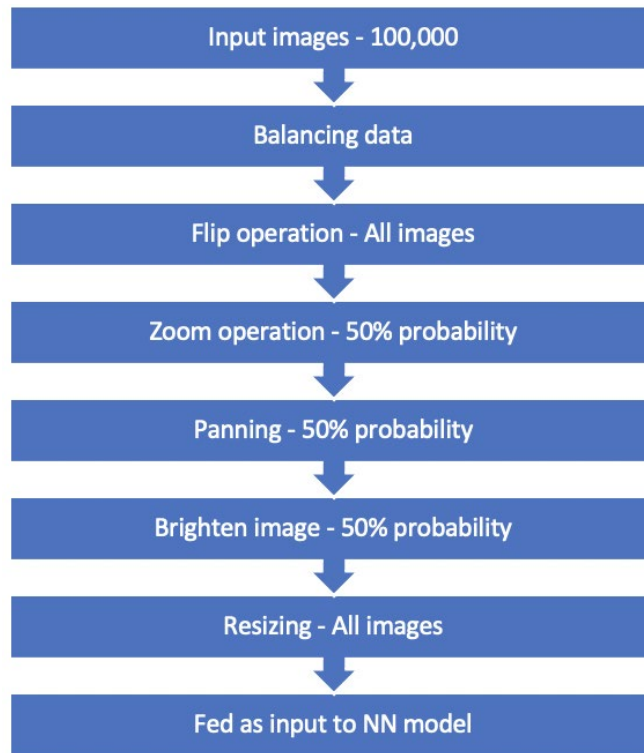 Input images - 100,000
Balancing data
Flip operation - All images
Zoom operation - 50% probability
Panning - 50% probability
Brighten image - 50% probability
Resizing - All images
Fed as input to NN model